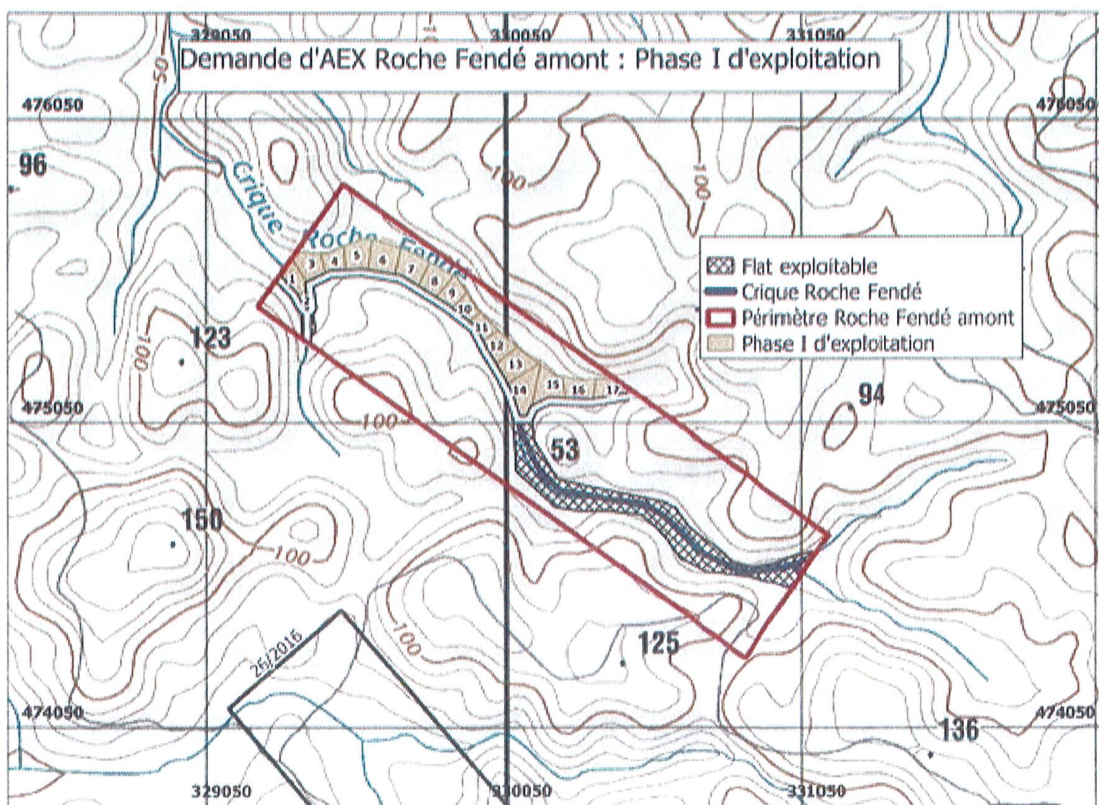 329050 330050 331051
Demande d'AEX Roche Fendé amont : Phase I d'exploitation
50
476050 476050
96
100
100
Crique Roche Fendé
Flat exploitable
Crique Roche Fendé
Périmètre Roche Fendé amont
Phase I d'exploitation
1 2 3 4 5 6 7 8 9 10 11 12 13 14 15 16 17
123
100
94
475050 475050
100
53
150
100
26/2016
100
125
474050 474050
136
329050 330050 331050